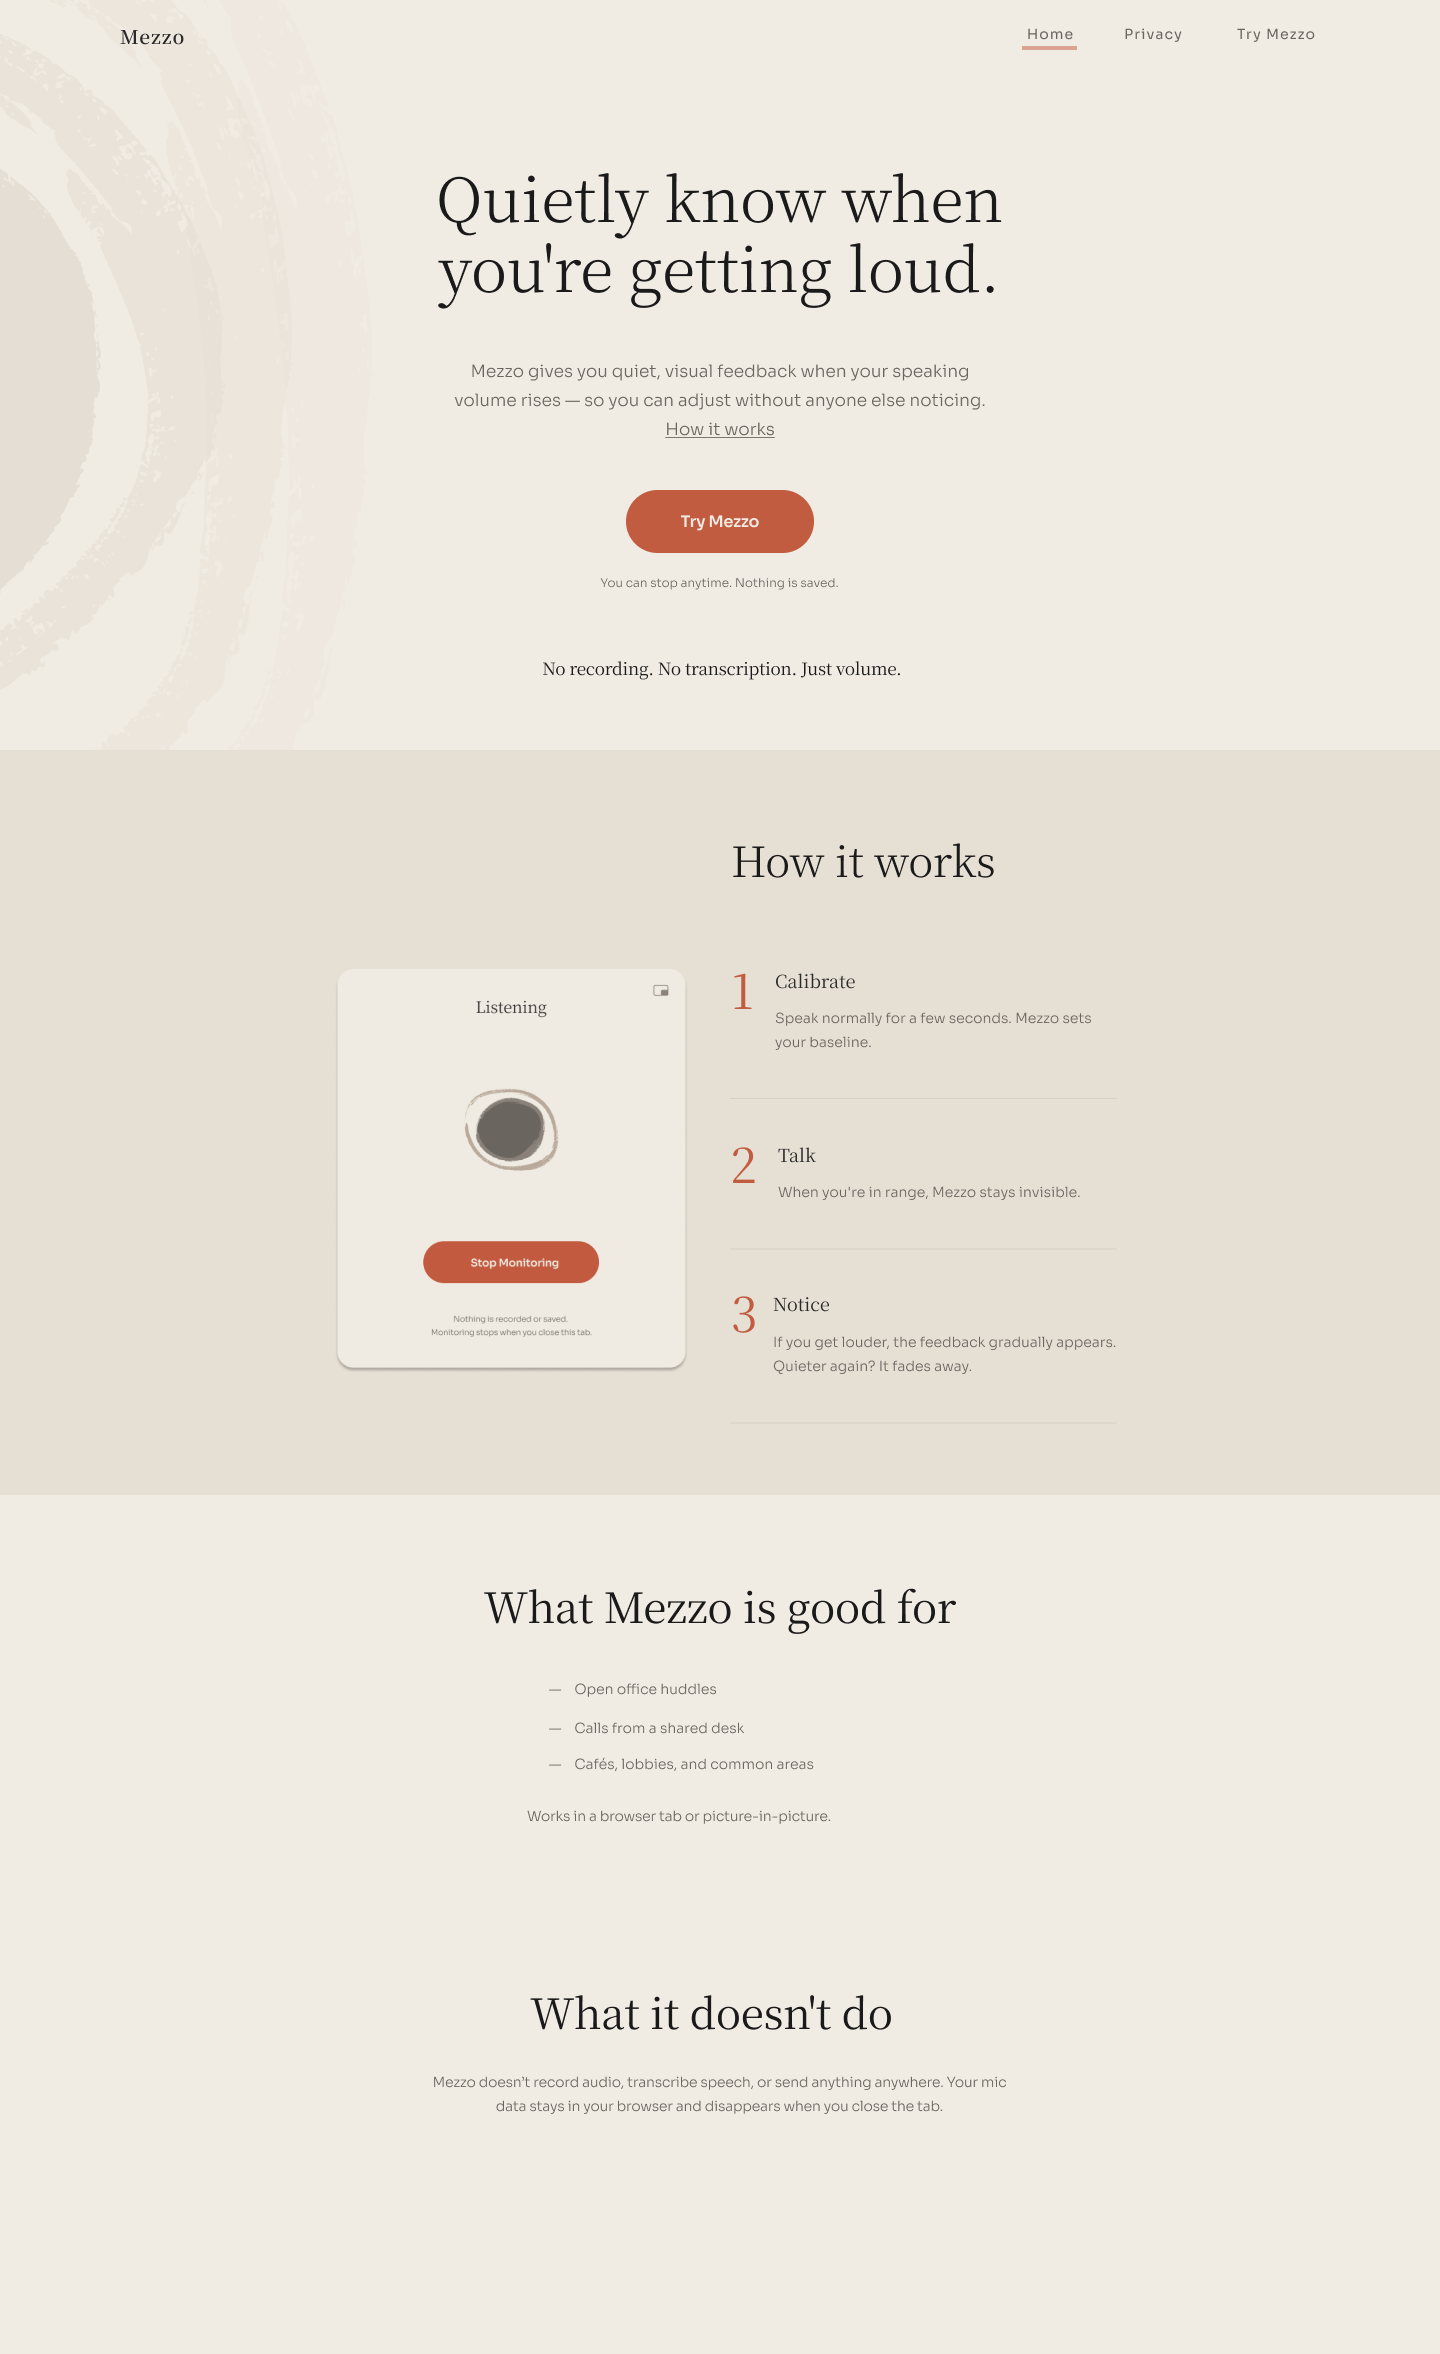 Mezzo
Home
Privacy
Try Mezzo
Quietly know when
you're getting loud.
Mezzo gives you quiet, visual feedback when your speaking
volume rises — so you can adjust without anyone else noticing.
How it works
Try Mezzo
You can stop anytime. Nothing is saved.
No recording. No transcription. Just volume.
How it works
Listening
Stop Monitoring
Nothing is recorded or saved.
Monitoring stops when you close this tab.
1
Calibrate
Speak normally for a few seconds. Mezzo sets
your baseline.
2
Talk
When you're in range, Mezzo stays invisible.
3
Notice
If you get louder, the feedback gradually appears.
Quieter again? It fades away.
What Mezzo is good for
— Open office huddles
— Calls from a shared desk
— Cafés, lobbies, and common areas
Works in a browser tab or picture-in-picture.
What it doesn't do
Mezzo doesn’t record audio, transcribe speech, or send anything anywhere. Your mic
data stays in your browser and disappears when you close the tab.